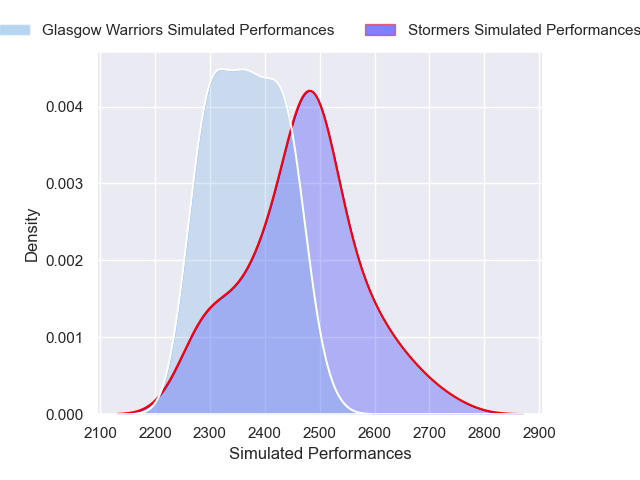 Glasgow Warriors Simulated Performances
Stormers Simulated Performances
0.004
0.003
0.002
0.001
0.000
Density
2100 2200 2300 2400 2500 2600 2700 2800 2900
Simulated Performances